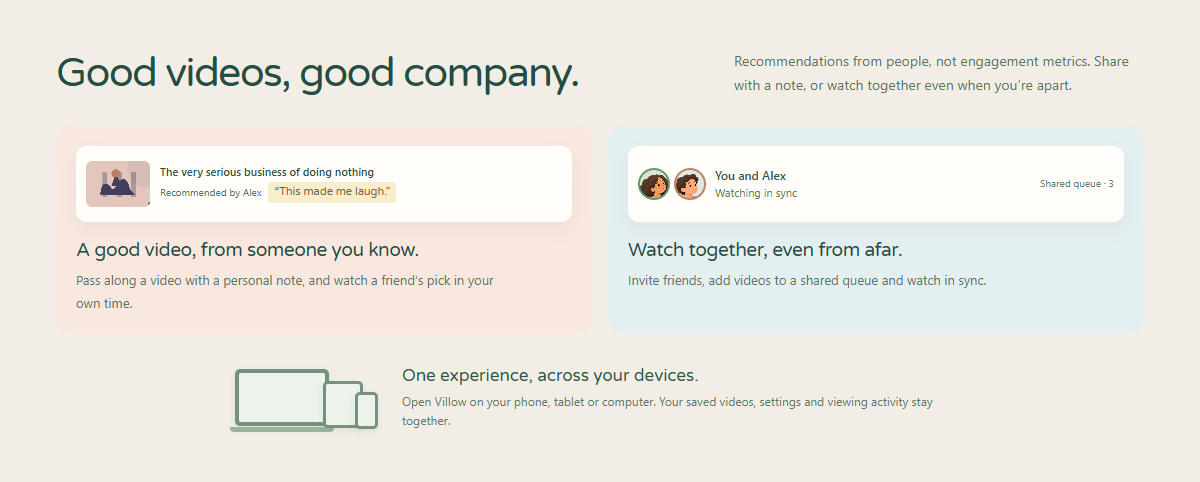 Good videos, good company.
Recommendations from people, not engagement metrics. Share
with a note, or watch together even when you’re apart.
The very serious business of doing nothing
Recommended by Alex “This made me laugh.”
A good video, from someone you know.
Pass along a video with a personal note, and watch a friend’s pick in your
own time.
You and Alex
Watching in sync
Shared queue · 3
Watch together, even from afar.
Invite friends, add videos to a shared queue and watch in sync.
One experience, across your devices.
Open Villow on your phone, tablet or computer. Your saved videos, settings and viewing activity stay
together.